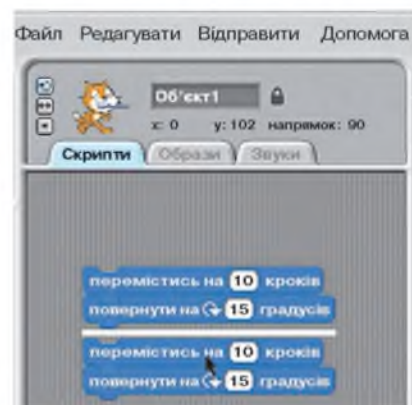 Файл Редагувати Відправити Допомога
Об'єкт1
x: 0 y: 102 напрямок: 90
Скрипти Образи Звуки
перемістись на 10 кроків
повернути на 15 градусів
перемістись на 10 кроків
повернути на 15 градусів